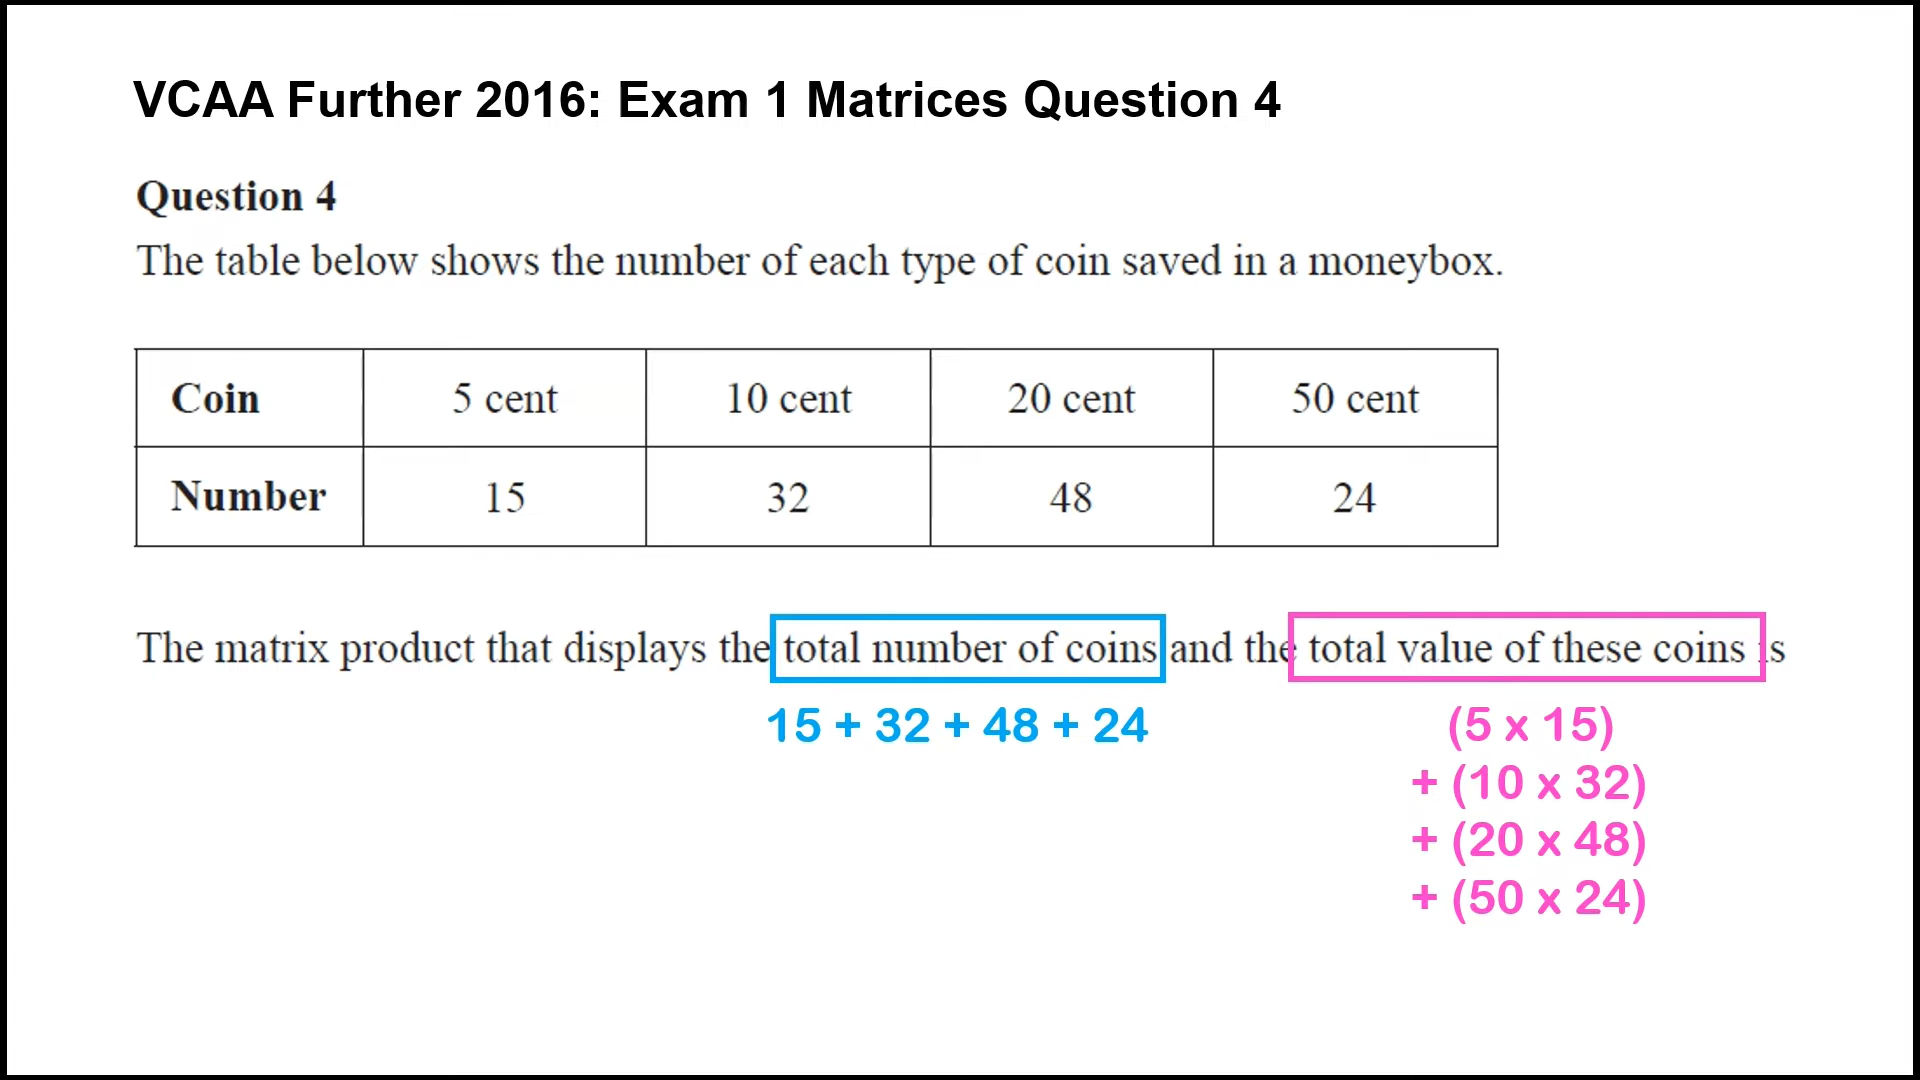 VCAA Further 2016: Exam 1 Matrices Question 4
Question 4
The table below shows the number of each type of coin saved in a moneybox.
Coin 5 cent 10 cent 20 cent 50 cent
Number 15 32 48 24
The matrix product that displays the total number of coins and the total value of these coins is
15 + 32 + 48 + 24
(5 x 15)
+ (10 x 32)
+ (20 x 48)
+ (50 x 24)